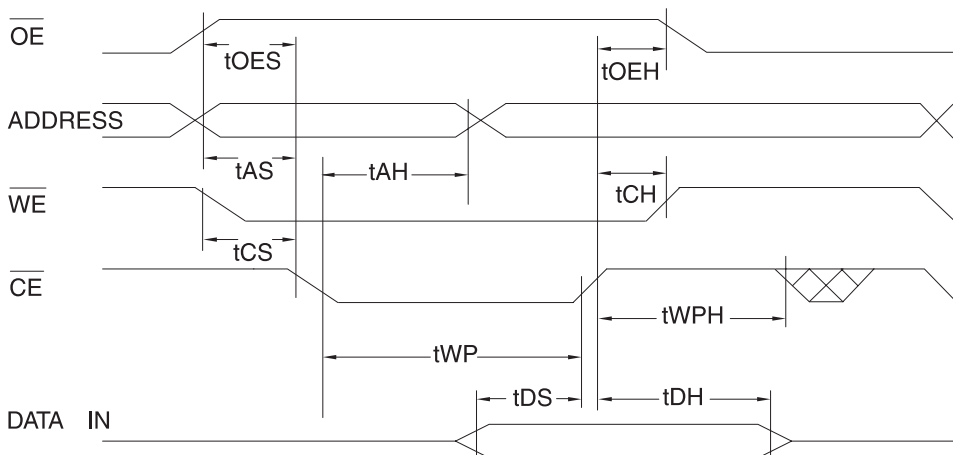 OE
tOES
tOEH
ADDRESS
tAS
tAH
tCH
WE
tCS
CE
tWPH
tWP
tDS
tDH
DATA IN